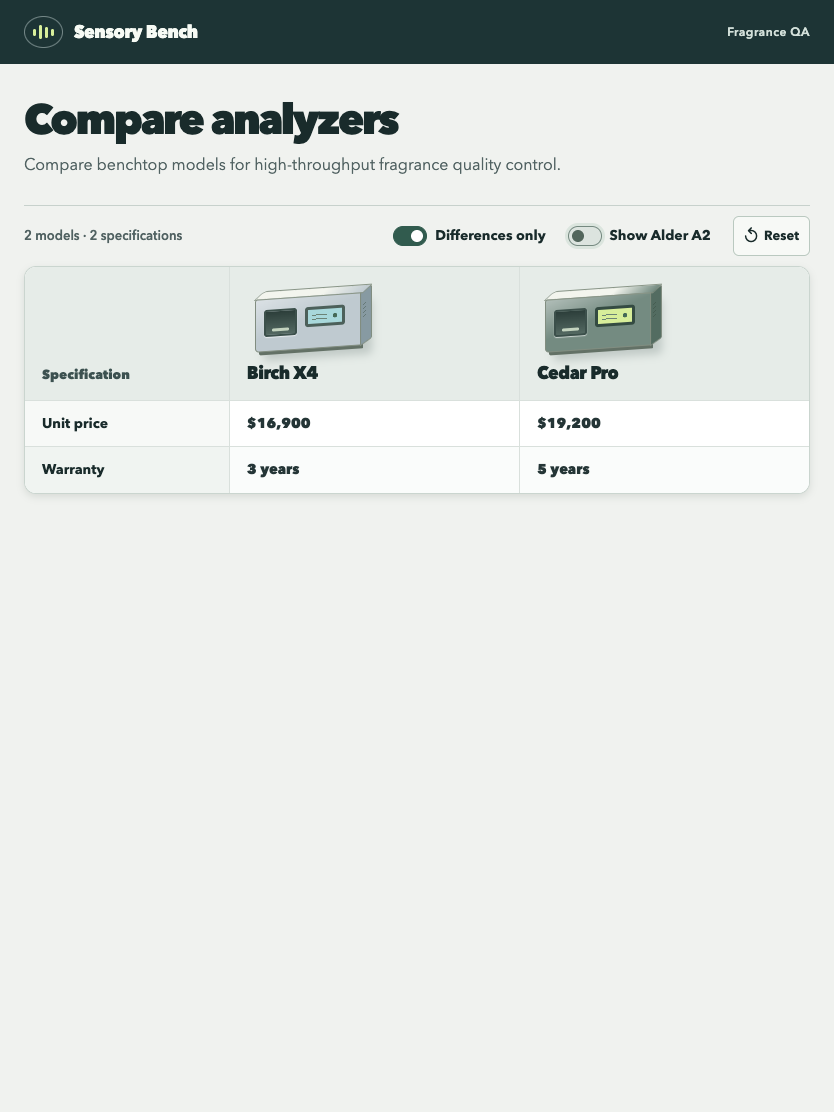 Sensory Bench
Fragrance QA
Compare analyzers
Compare benchtop models for high-throughput fragrance quality control.
2 models · 2 specifications
Differences only
Show Alder A2
Reset
Specification
Birch X4
Cedar Pro
Unit price
$16,900
$19,200
Warranty
3 years
5 years